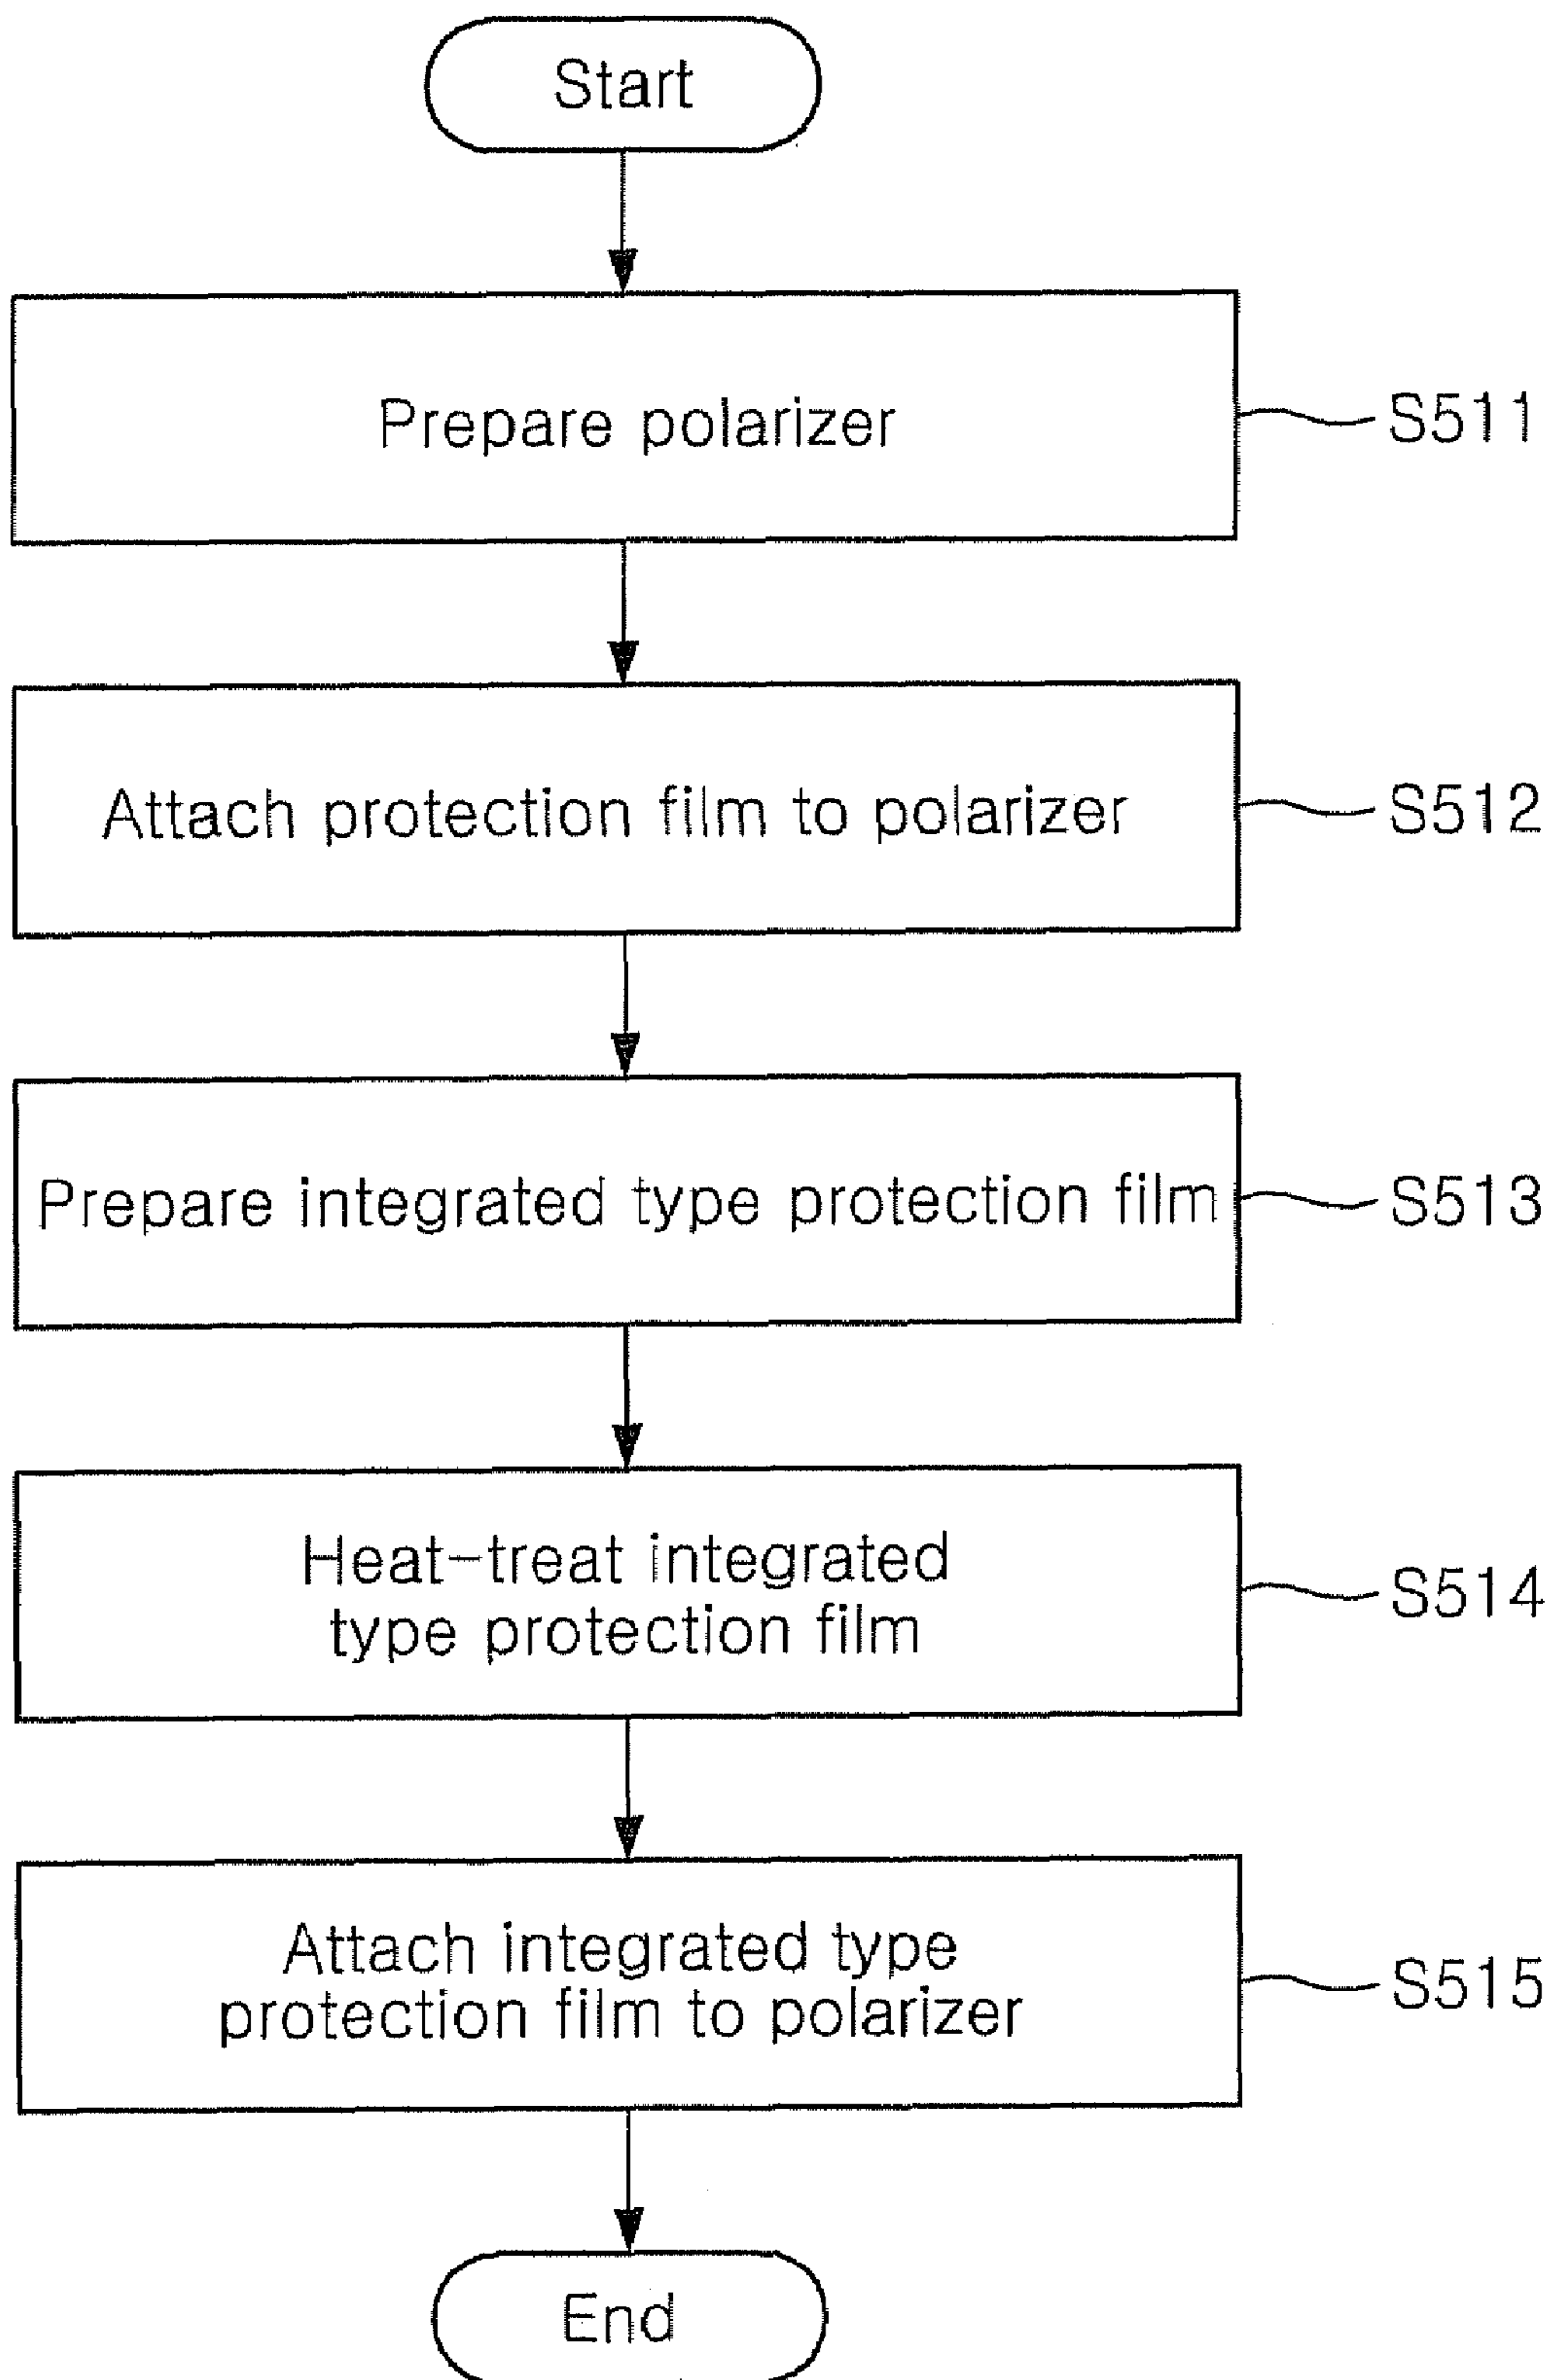 Start
Prepare polarizer
S511
Attach protection film to polarizer
S512
Prepare integrated type protection film
S513
Heat-treat integrated
type protection film
S514
Attach integrated type
protection film to polarizer
S515
End